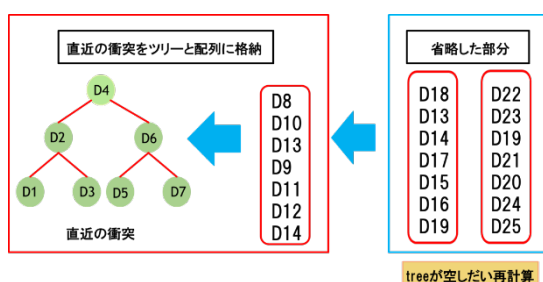 直近の衝突をツリーと配列に格納
D4
D2
D6
D1
D3
D5
D7
直近の衝突
D8
D10
D13
D9
D11
D12
D14
省略した部分
D18
D13
D14
D17
D15
D16
D19
D22
D23
D19
D21
D20
D24
D25
treeが空しだい再計算